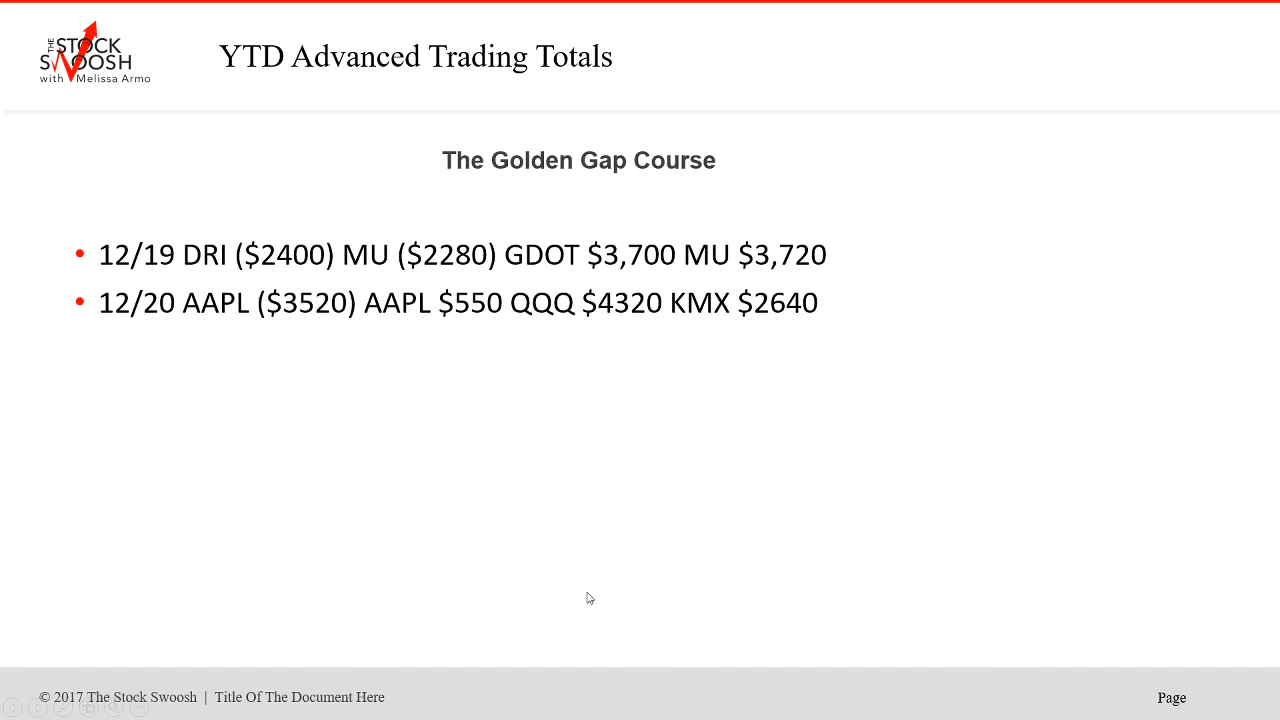 THE STOCK
SWOOSH
with Melissa Armo
YTD Advanced Trading Totals
The Golden Gap Course
• 12/19 DRI ($2400) MU ($2280) GDOT $3,700 MU $3,720
• 12/20 AAPL ($3520) AAPL $550 QQQ $4320 KMX $2640
© 2017 The Stock Swoosh | Title Of The Document Here
Page